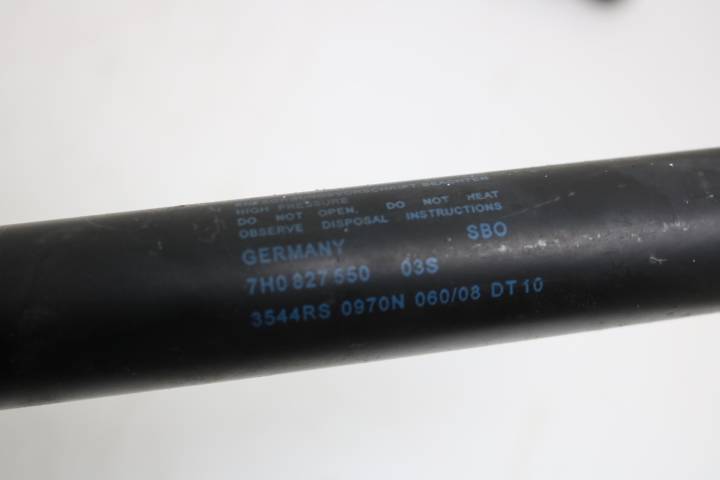 BEACHTEN
HIGH PRESSURE
DO NOT OPEN. DO NOT HEAT
OBSERVE DISPOSAL INSTRUCTIONS
GERMANY SBO
7H0 827 550 03S
3544RS 0970N 060/08 DT10